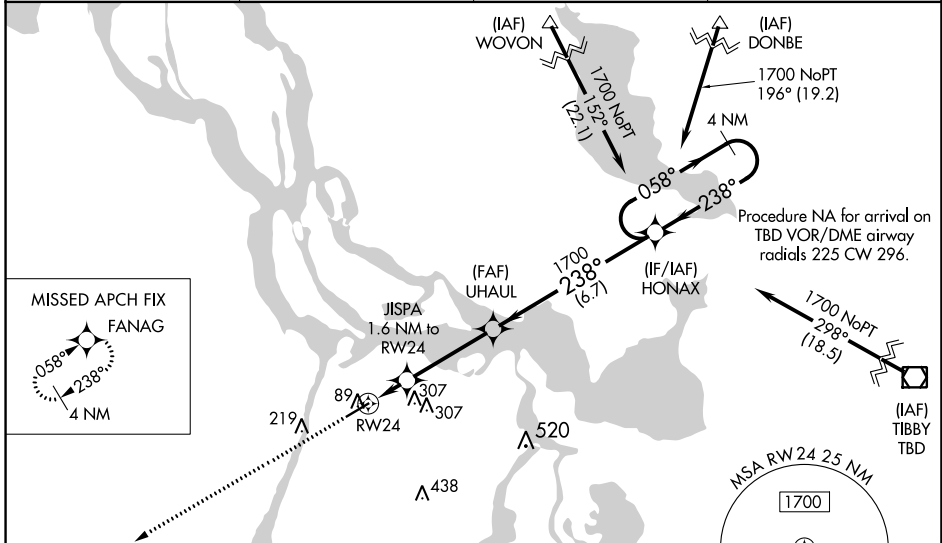 (IAF)
WOVON
(IAF)
DONBE
1700 NoPT
152°
(22.1)
1700 NoPT
196° (19.2)
4 NM
058°
238°
Procedure NA for arrival on
TBD VOR/DME airway
radials 225 CW 296.
(IF/IAF)
HONAX
1700
238°
(6.7)
(FAF)
UHAUL
JISPA
1.6 NM to
RW24
MISSED APCH FIX
FANAG
058°
238°
4 NM
1700 NoPT
298°
(18.5)
(IAF)
TIBBY
TBD
89
307
307
RW24
219
520
438
MSA RW24 25 NM
1700